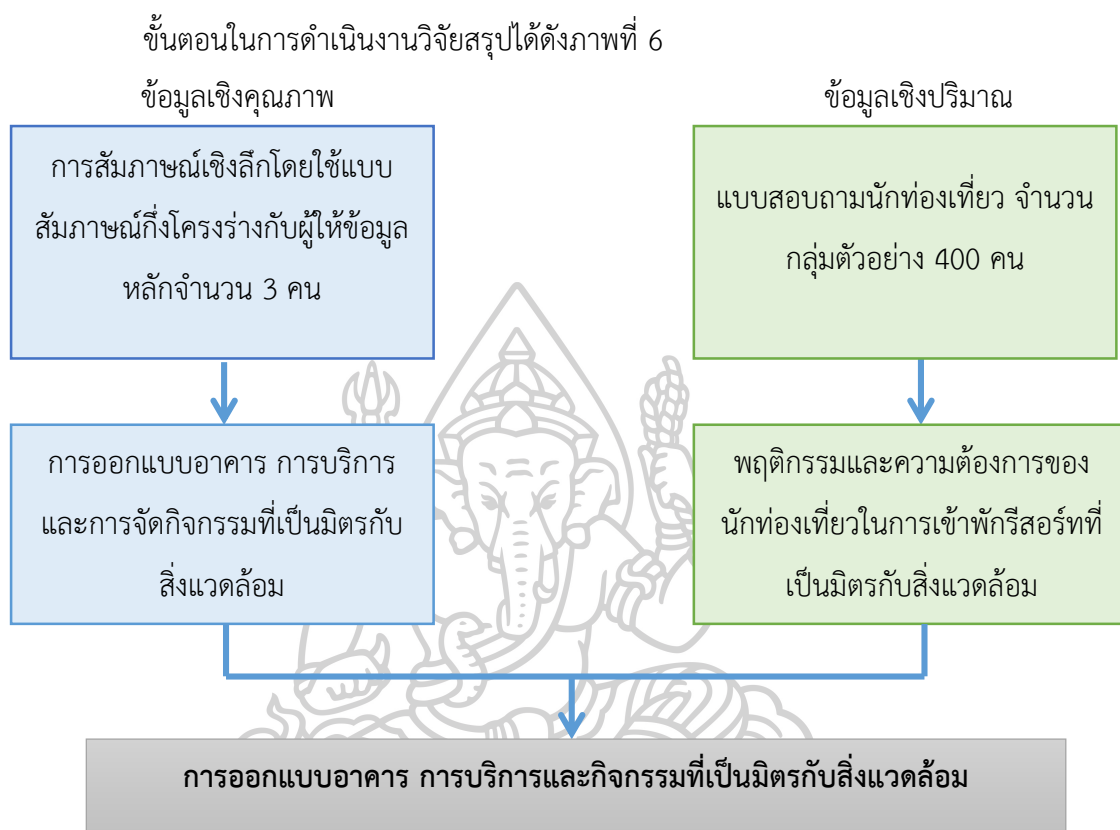 ขั้นตอนในการดำเนินงานวิจัยสรุปได้ดังภาพที่ 6
ข้อมูลเชิงคุณภาพ
ข้อมูลเชิงปริมาณ
การสัมภาษณ์เชิงลึกโดยใช้แบบ
สัมภาษณ์กึ่งโครงร่างกับผู้ให้ข้อมูล
หลักจำนวน 3 คน
แบบสอบถามนักท่องเที่ยว จำนวน
กลุ่มตัวอย่าง 400 คน
การออกแบบอาคาร การบริการ
และการจัดกิจกรรมที่เป็นมิตรกับ
สิ่งแวดล้อม
พฤติกรรมและความต้องการของ
นักท่องเที่ยวในการเข้าพักรีสอร์ทที่
เป็นมิตรกับสิ่งแวดล้อม
การออกแบบอาคาร การบริการและกิจกรรมที่เป็นมิตรกับสิ่งแวดล้อม